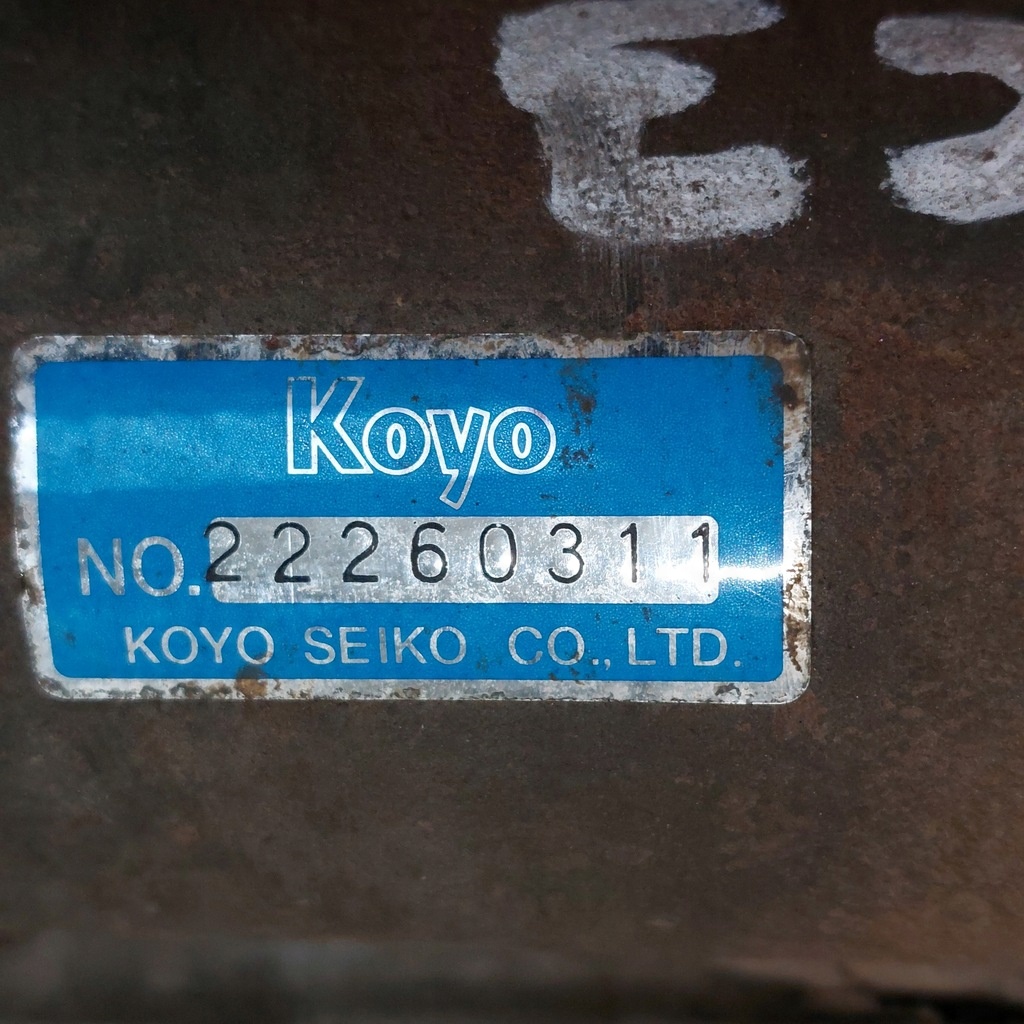 Koyo
NO. 22260311
KOYO SEIKO CO., LTD.